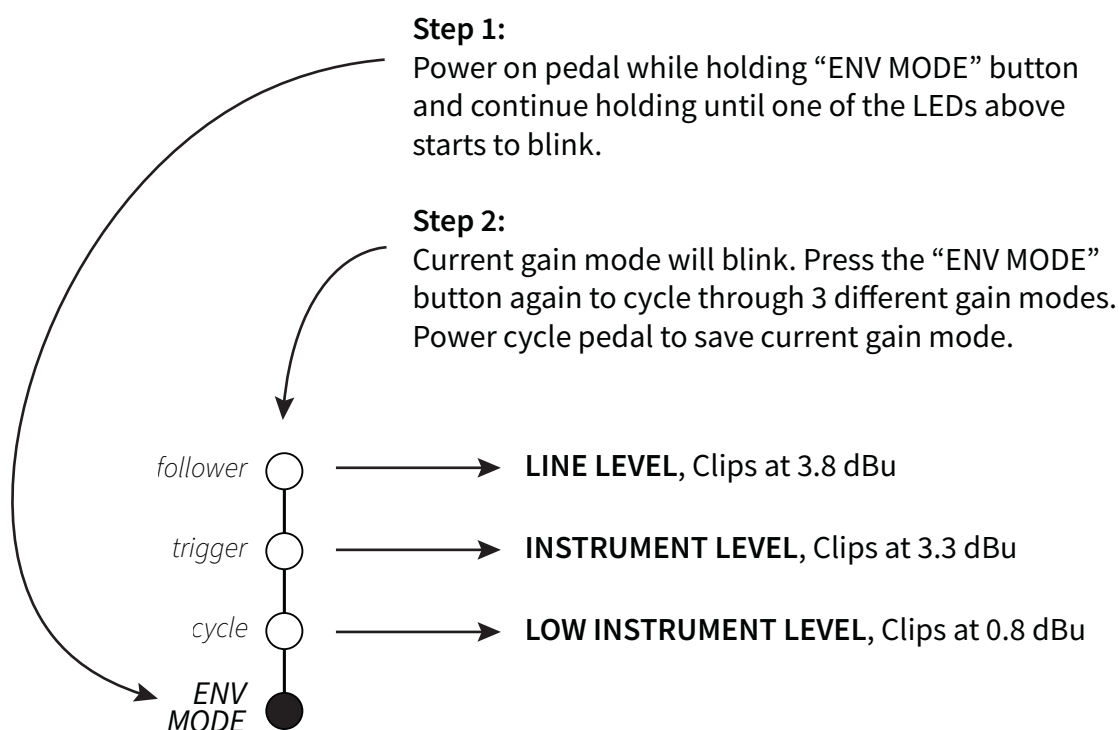 Step 1:
Power on pedal while holding “ENV MODE” button
and continue holding until one of the LEDs above
starts to blink.
Step 2:
Current gain mode will blink. Press the “ENV MODE”
button again to cycle through 3 different gain modes.
Power cycle pedal to save current gain mode.
follower LINE LEVEL, Clips at 3.8 dBu
trigger INSTRUMENT LEVEL, Clips at 3.3 dBu
cycle LOW INSTRUMENT LEVEL, Clips at 0.8 dBu
ENV
MODE